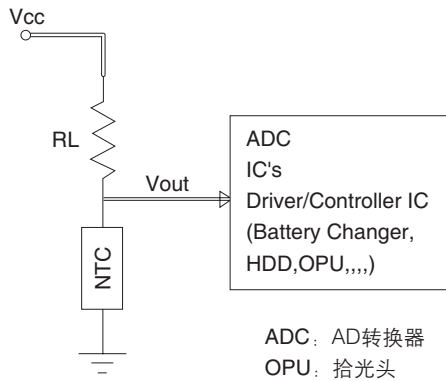 Vcc
RL
Vout
NTC
ADC
IC's
Driver/Controller IC
(Battery Changer,
HDD,OPU,,,,)
ADC：AD转换器
OPU：拾光头